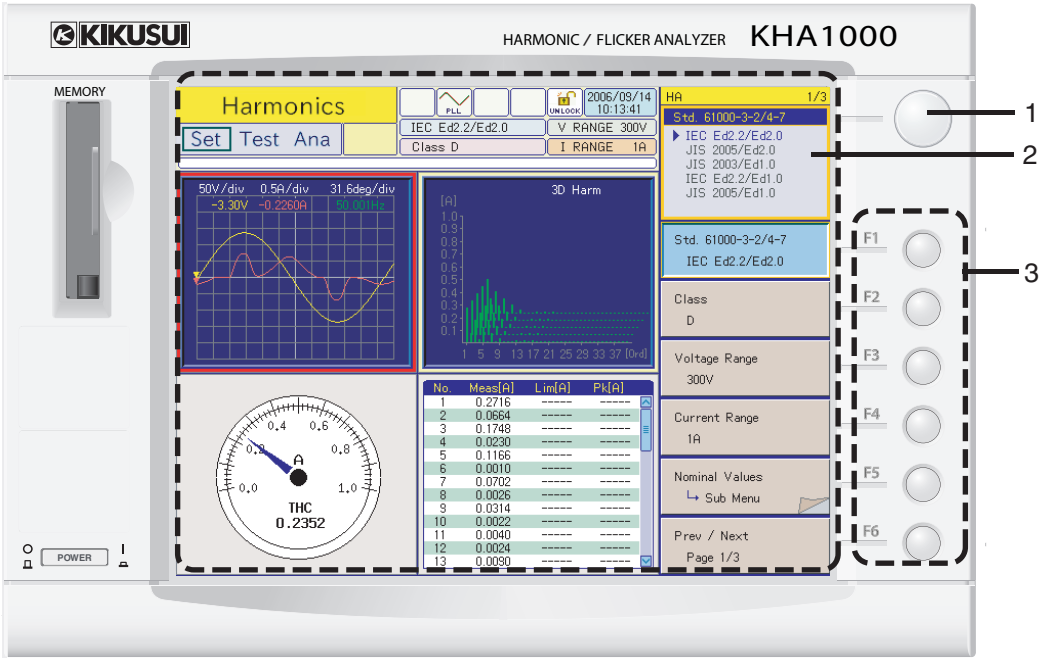 KIKUSUI
HARMONIC / FLICKER ANALYZER KHA1000
MEMORY
Harmonics
PLL
UNLOCK
2006/09/14
10:13:41
Set Test Ana
IEC Ed2.2/Ed2.0
V RANGE 300V
Class D
I RANGE 1A
HA 1/3
Std. 61000-3-2/4-7
IEC Ed2.2/Ed2.0
JIS 2005/Ed2.0
JIS 2003/Ed1.0
IEC Ed2.2/Ed1.0
JIS 2005/Ed1.0
1
2
3
50V/div 0.5A/div 31.6deg/div
-3.30V -0.2260A 50.001Hz
3D Harm
[A]
1.0
0.9
0.8
0.7
0.6
0.5
0.4
0.3
0.2
0.1
1 5 9 13 17 21 25 29 33 37 [Ord]
Std. 61000-3-2/4-7
IEC Ed2.2/Ed2.0
F1
Class
D
F2
Voltage Range
300V
F3
Current Range
1A
F4
Nominal Values
Sub Menu
F5
Prev / Next
Page 1/3
F6
0.0
0.2
0.4
0.6
0.8
1.0
A
THC
0.2352
No. Meas[A] Lim[A] Pk[A]
1 0.2716 ----- -----
2 0.0664 ----- -----
3 0.1748 ----- -----
4 0.0230 ----- -----
5 0.1166 ----- -----
6 0.0010 ----- -----
7 0.0702 ----- -----
8 0.0026 ----- -----
9 0.0314 ----- -----
10 0.0022 ----- -----
11 0.0040 ----- -----
12 0.0024 ----- -----
13 0.0090 ----- -----
POWER